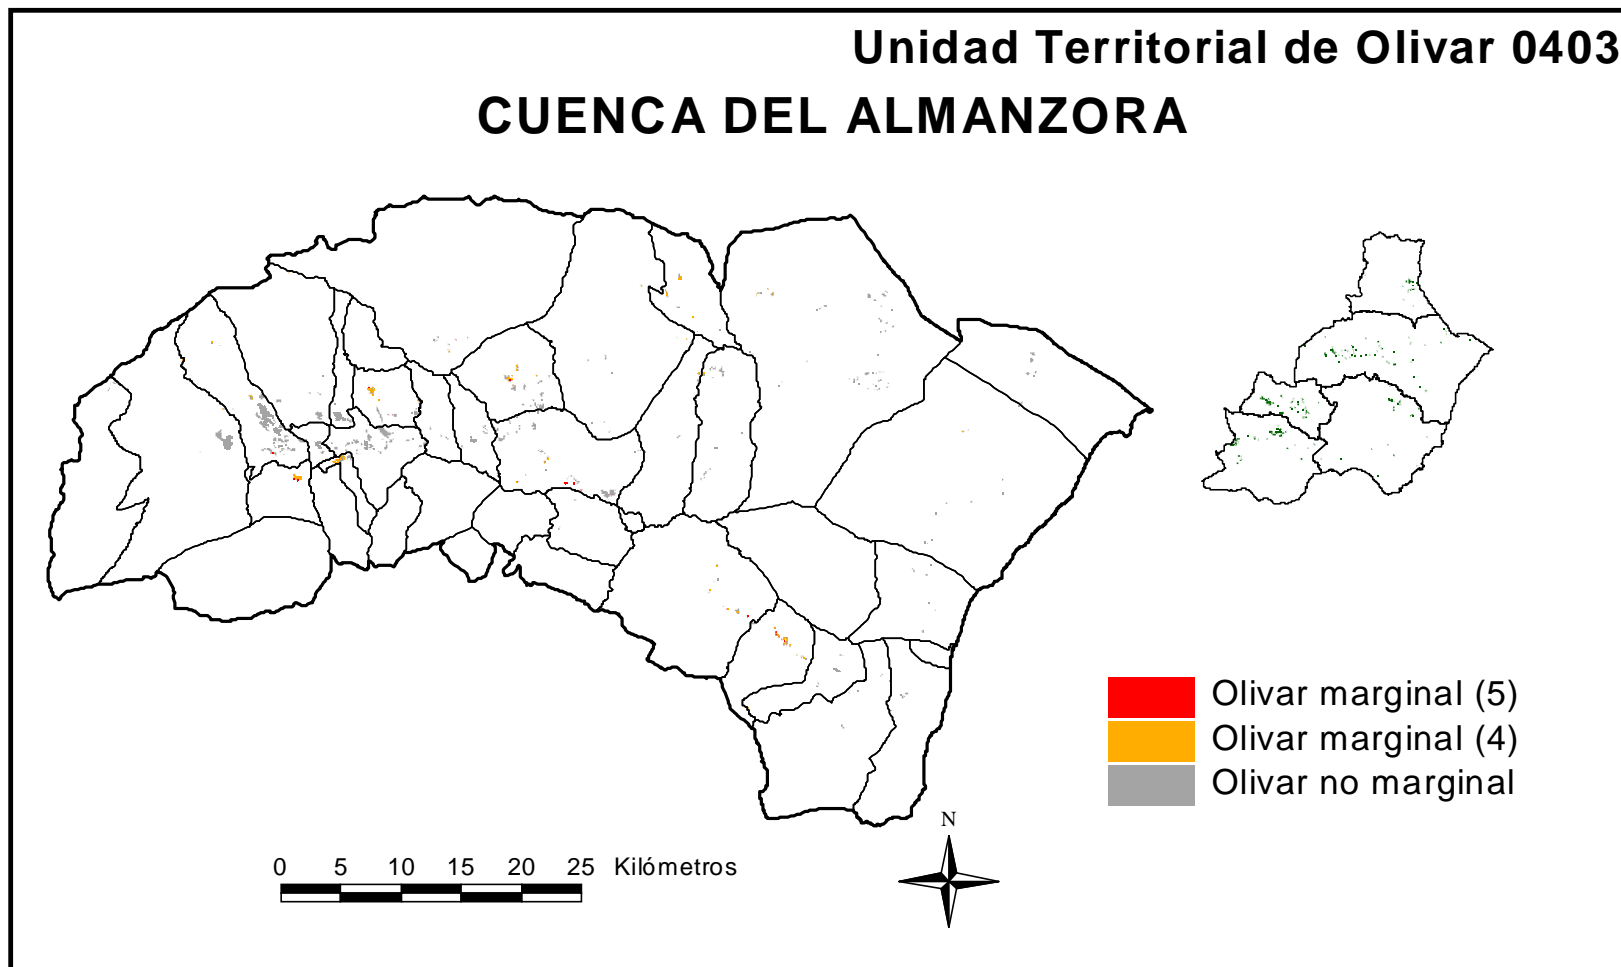 Unidad Territorial de Olivar 0403
CUENCA DEL ALMANZORA
Olivar marginal (5)
Olivar marginal (4)
Olivar no marginal
N
0 5 10 15 20 25 Kilómetros